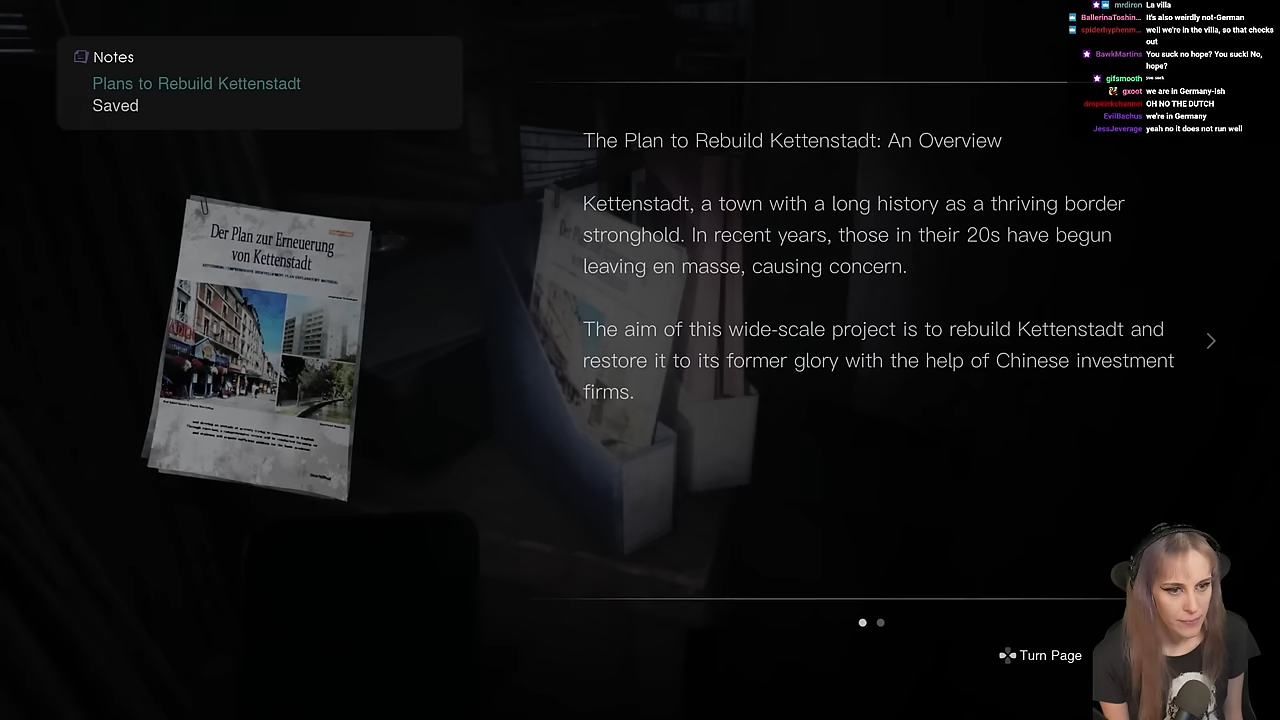 Notes
Plans to Rebuild Kettenstadt
Saved
Der Plan zur Erneuerung
von Kettenstadt
The Plan to Rebuild Kettenstadt: An Overview
Kettenstadt, a town with a long history as a thriving border
stronghold. In recent years, those in their 20s have begun
leaving en masse, causing concern.
The aim of this wide-scale project is to rebuild Kettenstadt and
restore it to its former glory with the help of Chinese investment
firms.
Turn Page
mrdiron La villa
BallerinaToshin... It's also weirdly not-German
spiderhyphenm... well we're in the villa, so that checks
out
BawkMartins You suck no hope? You suck! No,
hope?
gifsmooth
gxoot we are in Germany-ish
OH NO THE DUTCH
EvilBachus we're in Germany
JessJeverage yeah no it does not run well